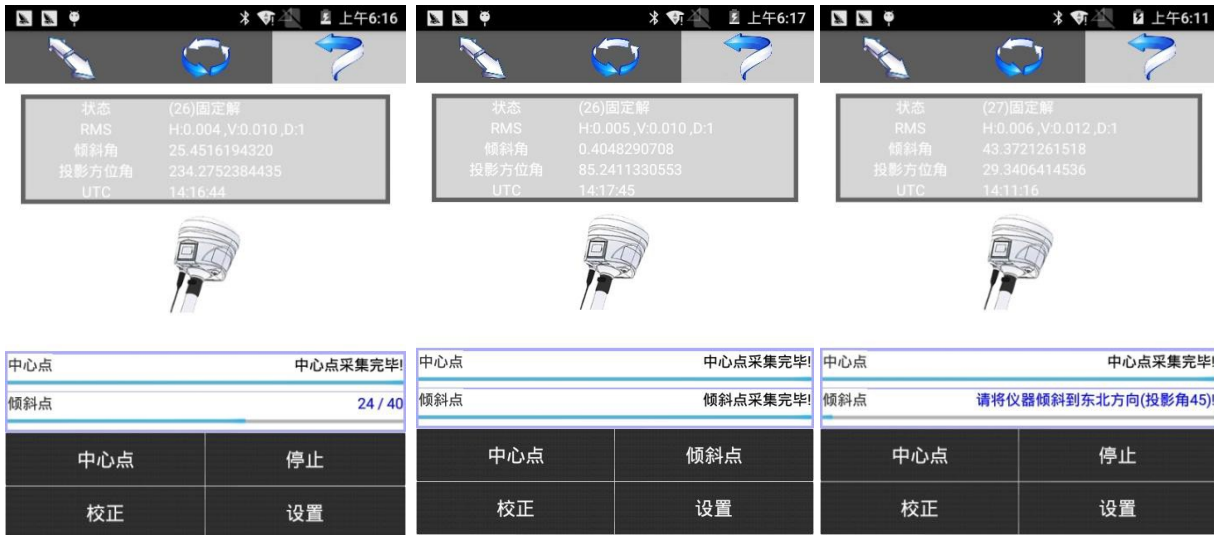 上午6:16
状态 (26)固定解
RMS H:0.004 ,V:0.010 ,D:1
倾斜角 25.4516194320
投影方位角 234.2752384435
UTC 14:16:44
中心点 中心点采集完毕!
倾斜点 24 / 40
中心点 停止
校正 设置
上午6:17
状态 (26)固定解
RMS H:0.005 ,V:0.010 ,D:1
倾斜角 0.4048290708
投影方位角 85.2411330553
UTC 14:17:45
中心点 中心点采集完毕!
倾斜点 倾斜点采集完毕!
中心点 倾斜点
校正 设置
上午6:11
状态 (27)固定解
RMS H:0.006 ,V:0.012 ,D:1
倾斜角 43.3721261518
投影方位角 29.3406414536
UTC 14:11:16
中心点 中心点采集完毕!
倾斜点 请将仪器倾斜到东北方向(投影角45)!
中心点 停止
校正 设置